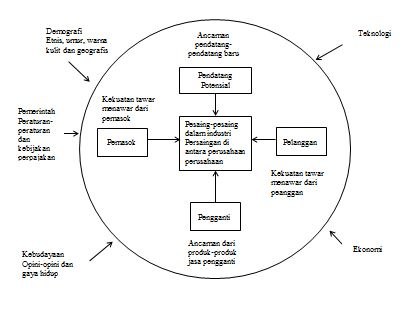 Demografi
Etnis, umur, warna
kulit dan geografis
Ancaman
pendatang-
pendatang baru
Teknologi
Pendatang
Potensial
Pemerintah
Peraturan-
peraturan
dan
kebijakan
perpajakan
Kekuatan tawar
menawar dari
pemasok
Pemasok
Pesaing-pesaing
dalam industri
Persaingan di
antara perusahaan
perusahaan
Pelanggan
Kekuatan tawar
menawar dari
peanggan
Pengganti
Ancaman dari
produk-produk
jasa pengganti
Kebudayaan
Opini-opini dan
gaya hidup
Ekonomi